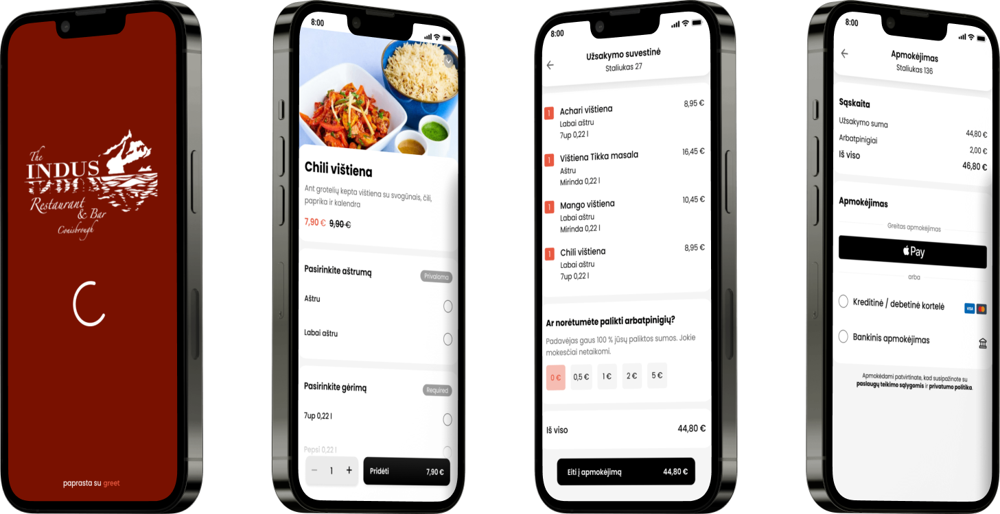 The
INDUS
Restaurant
& Bar
Conisbrough
paprasta su greet
8:00
Chili vištiena
Ant grotelių kepta vištiena su svogūnais, čili,
paprika ir kalendra
7,90 € 9,90 €
Pasirinkite aštrumą Privaloma
Aštru
Labai aštru
Pasirinkite gėrimą Required
7up 0,22 l
Pepsi 0,22 l
− 1 + Pridėti 7,90 €
8:00
Užsakymo suvestinė
Staliukas 27
1 Achari vištiena 8,95 €
Labai aštru
7up 0,22 l
1 Vištiena Tikka masala 16,45 €
Aštru
Mirinda 0,22 l
1 Mango vištiena 10,45 €
Labai aštru
Mirinda 0,22 l
1 Chili vištiena 8,95 €
Labai aštru
7up 0,22 l
Ar norėtumėte palikti arbatpinigių?
Padavėjas gaus 100 % jūsų paliktos sumos. Jokie
mokesčiai netaikomi.
0 € 0,5 € 1 € 2 € 5 €
Iš viso 44,80 €
Eiti į apmokėjimą 44,80 €
8:00
Apmokėjimas
Staliukas 136
Sąskaita
Užsakymo suma 44,80 €
Arbatpinigiai 2,00 €
Iš viso 46,80 €
Apmokėjimas
Greitas apmokėjimas
Pay
arba
Kreditinė / debetinė kortelė VISA
Bankinis apmokėjimas
Apmokėdami patvirtinate, kad susipažinote su
paslaugų teikimo sąlygomis ir privatumo politika.